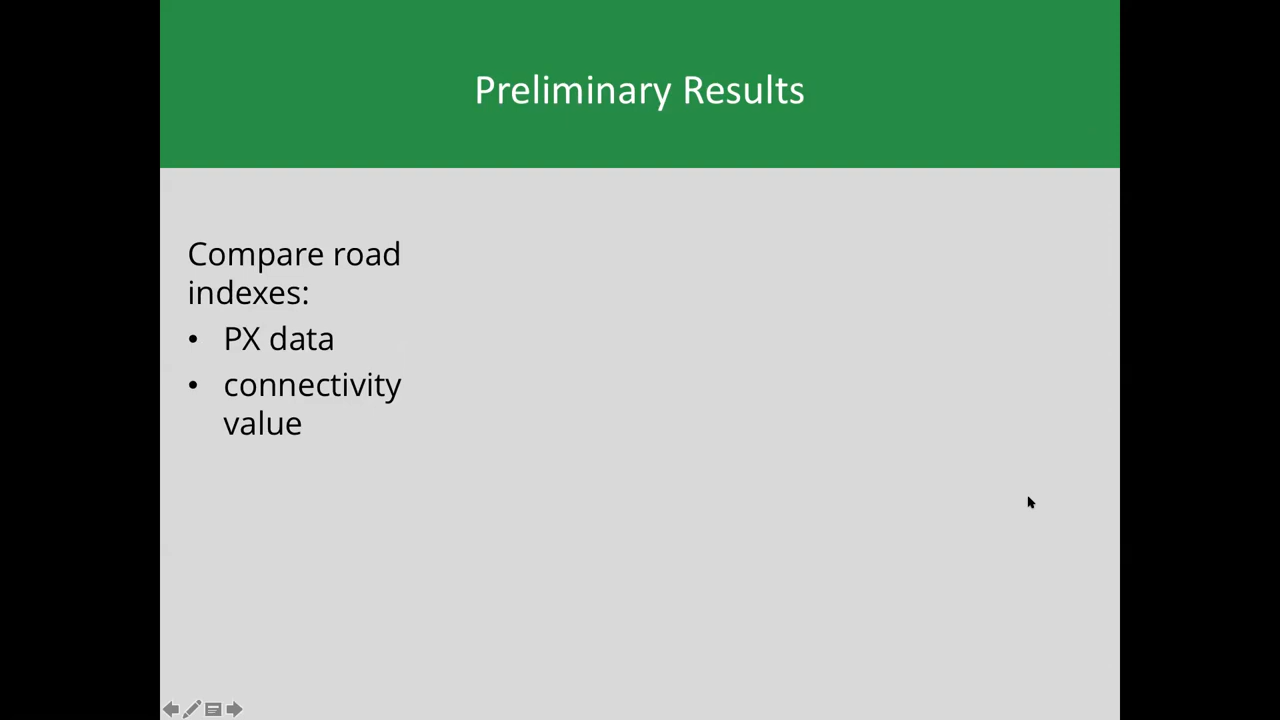 Preliminary Results
Compare road
indexes:
• PX data
• connectivity
value